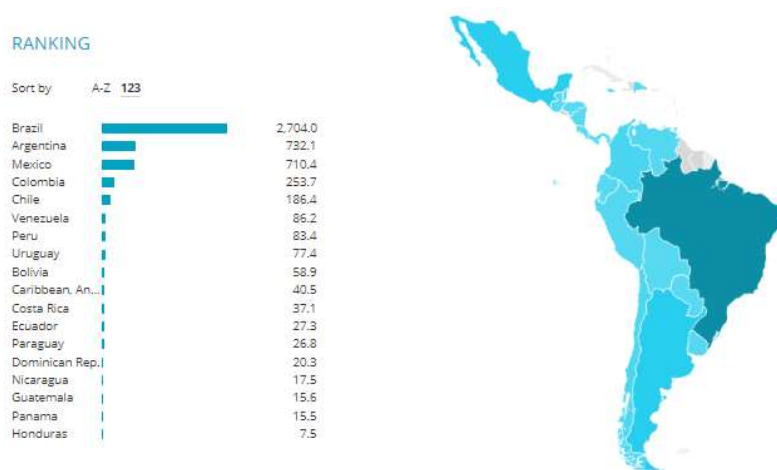 RANKING
Sort by A-Z 123
Brazil 2,704.0
Argentina 732.1
Mexico 710.4
Colombia 253.7
Chile 186.4
Venezuela 86.2
Peru 83.4
Uruguay 77.4
Bolivia 58.9
Caribbean, An... 40.5
Costa Rica 37.1
Ecuador 27.3
Paraguay 26.8
Dominican Rep. 20.3
Nicaragua 17.5
Guatemala 15.6
Panama 15.5
Honduras 7.5